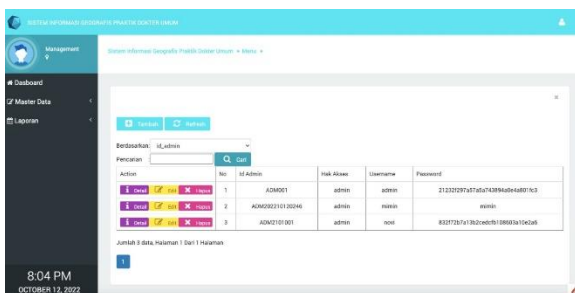 SISTEM INFORMASI GEOGRAFIS PRAKTIK DOKTER UMUM
Management
Sistem Informasi Geografis Praktik Dokter Umum + Menu +
Dasboard
Master Data
Laporan
Tambah Refresh
Berdasarkan: id_admin
Pencarian Cari
Action No Id Admin Hak Akses Username Password
Detail Edit Hapus 1 ADM001 admin admin
Detail Edit Hapus 2 ADM202210120246 admin mimin mimin
Detail Edit Hapus 3 ADM2101001 admin novi
Jumlah 3 data, Halaman 1 Dari 1 Halaman
1
8:04 PM
OCTOBER 12, 2022